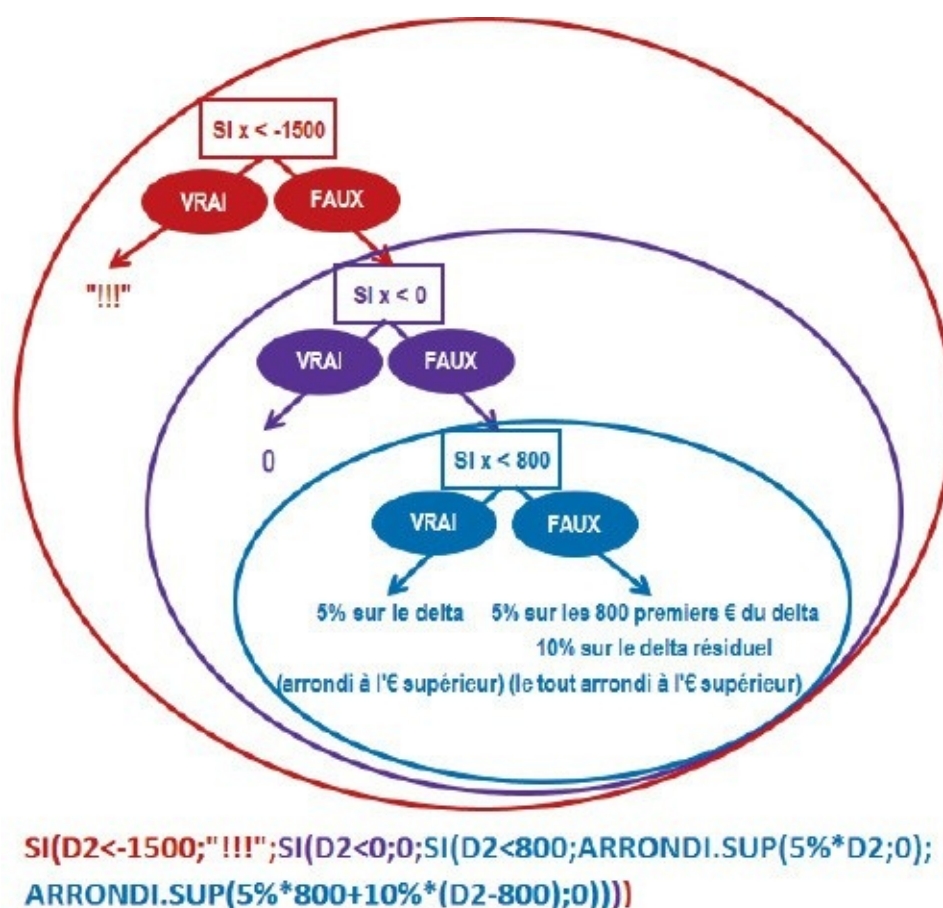 SI x < -1500
VRAI FAUX
"!!!"
SI x < 0
VRAI FAUX
0
SI x < 800
VRAI FAUX
5% sur le delta 5% sur les 800 premiers € du delta
10% sur le delta résiduel
(arrondi à l'€ supérieur) (le tout arrondi à l'€ supérieur)
SI(D2<-1500;"!!!";SI(D2<0;0;SI(D2<800;ARRONDI.SUP(5%*D2;0);
ARRONDI.SUP(5%*800+10%*(D2-800);0))))